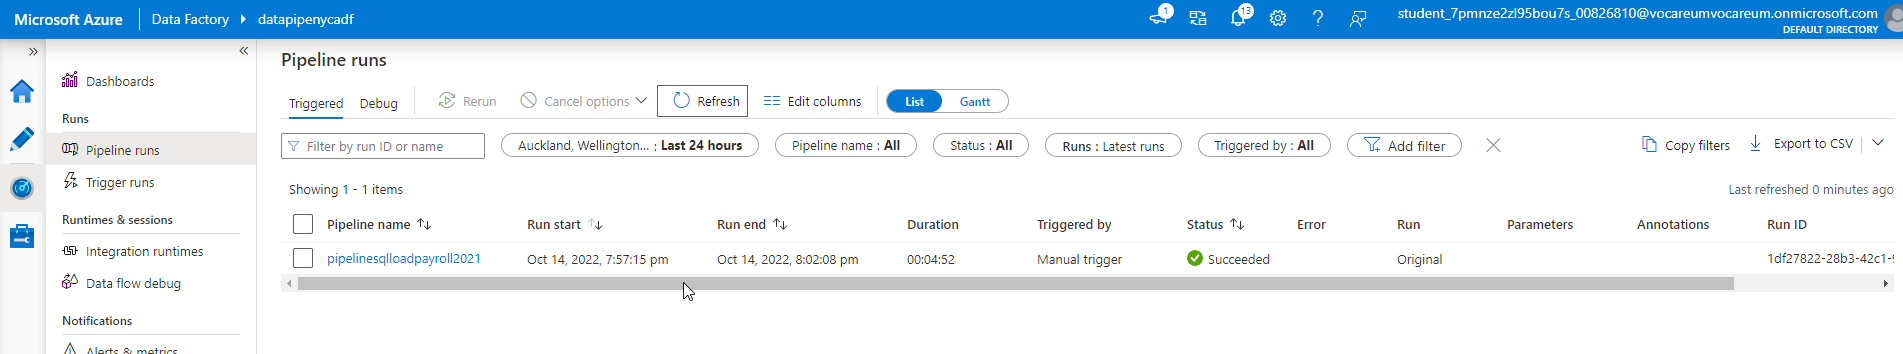 Microsoft Azure Data Factory datapipenycadf 1 13 student_7pmnze2zl95bou7s_00826810@vocareumvocareum.onmicrosoft.com
DEFAULT DIRECTORY
Dashboards
Runs
Pipeline runs
Trigger runs
Runtimes & sessions
Integration runtimes
Data flow debug
Notifications
Alerts & metrics
Pipeline runs
Triggered Debug Rerun Cancel options Refresh Edit columns List Gantt
Filter by run ID or name Auckland, Wellington... : Last 24 hours Pipeline name : All Status : All Runs : Latest runs Triggered by : All Add filter Copy filters Export to CSV
Showing 1 - 1 items Last refreshed 0 minutes ago
Pipeline name Run start Run end Duration Triggered by Status Error Run Parameters Annotations Run ID
pipelinesqlloadpayroll2021 Oct 14, 2022, 7:57:15 pm Oct 14, 2022, 8:02:08 pm 00:04:52 Manual trigger Succeeded Original 1df27822-28b3-42c1-9